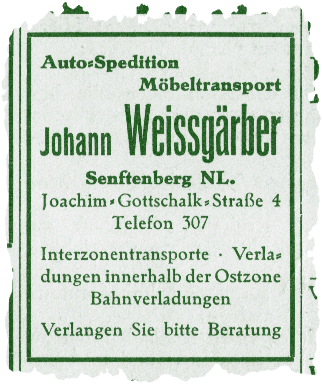 Auto-Spedition
Möbeltransport
Johann Weissgärber
Senftenberg NL.
Joachim-Gottschalk-Straße 4
Telefon 307
Interzonentransporte · Verla-
dungen innerhalb der Ostzone
Bahnverladungen
Verlangen Sie bitte Beratung